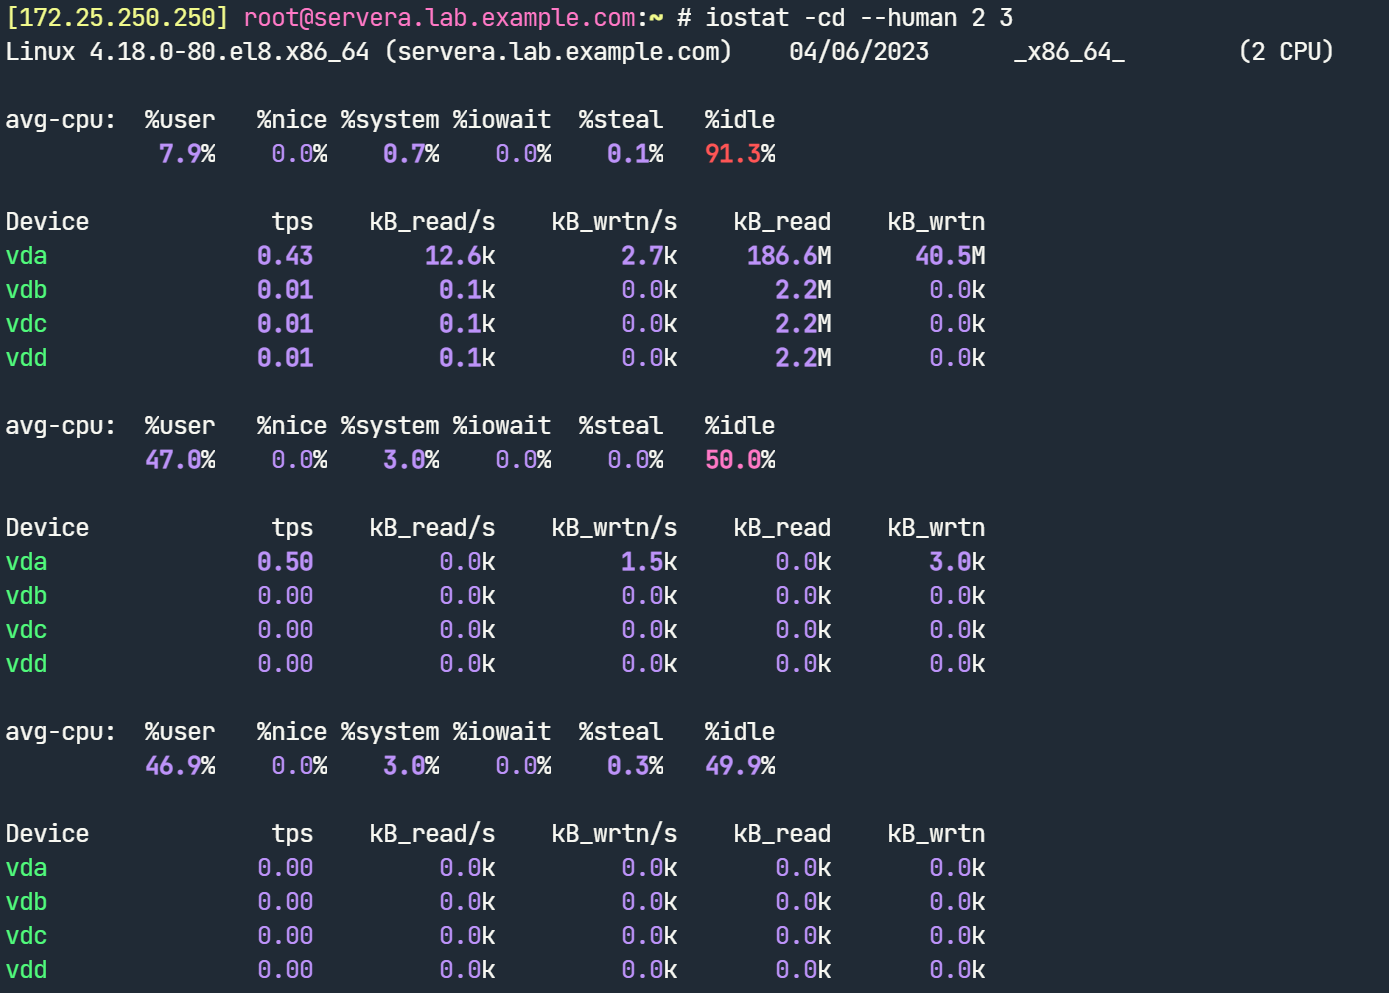 [172.25.250.250] root@servera.lab.example.com:~ # iostat -cd --human 2 3
Linux 4.18.0-80.el8.x86_64 (servera.lab.example.com)    04/06/2023      _x86_64_        (2 CPU)
avg-cpu:  %user   %nice %system %iowait  %steal   %idle
           7.9%    0.0%    0.7%    0.0%    0.1%   91.3%
Device             tps    kB_read/s    kB_wrtn/s    kB_read    kB_wrtn
vda               0.43        12.6k         2.7k     186.6M      40.5M
vdb               0.01         0.1k         0.0k       2.2M       0.0k
vdc               0.01         0.1k         0.0k       2.2M       0.0k
vdd               0.01         0.1k         0.0k       2.2M       0.0k
avg-cpu:  %user   %nice %system %iowait  %steal   %idle
          47.0%    0.0%    3.0%    0.0%    0.0%   50.0%
Device             tps    kB_read/s    kB_wrtn/s    kB_read    kB_wrtn
vda               0.50         0.0k         1.5k       0.0k       3.0k
vdb               0.00         0.0k         0.0k       0.0k       0.0k
vdc               0.00         0.0k         0.0k       0.0k       0.0k
vdd               0.00         0.0k         0.0k       0.0k       0.0k
avg-cpu:  %user   %nice %system %iowait  %steal   %idle
          46.9%    0.0%    3.0%    0.0%    0.3%   49.9%
Device             tps    kB_read/s    kB_wrtn/s    kB_read    kB_wrtn
vda               0.00         0.0k         0.0k       0.0k       0.0k
vdb               0.00         0.0k         0.0k       0.0k       0.0k
vdc               0.00         0.0k         0.0k       0.0k       0.0k
vdd               0.00         0.0k         0.0k       0.0k       0.0k